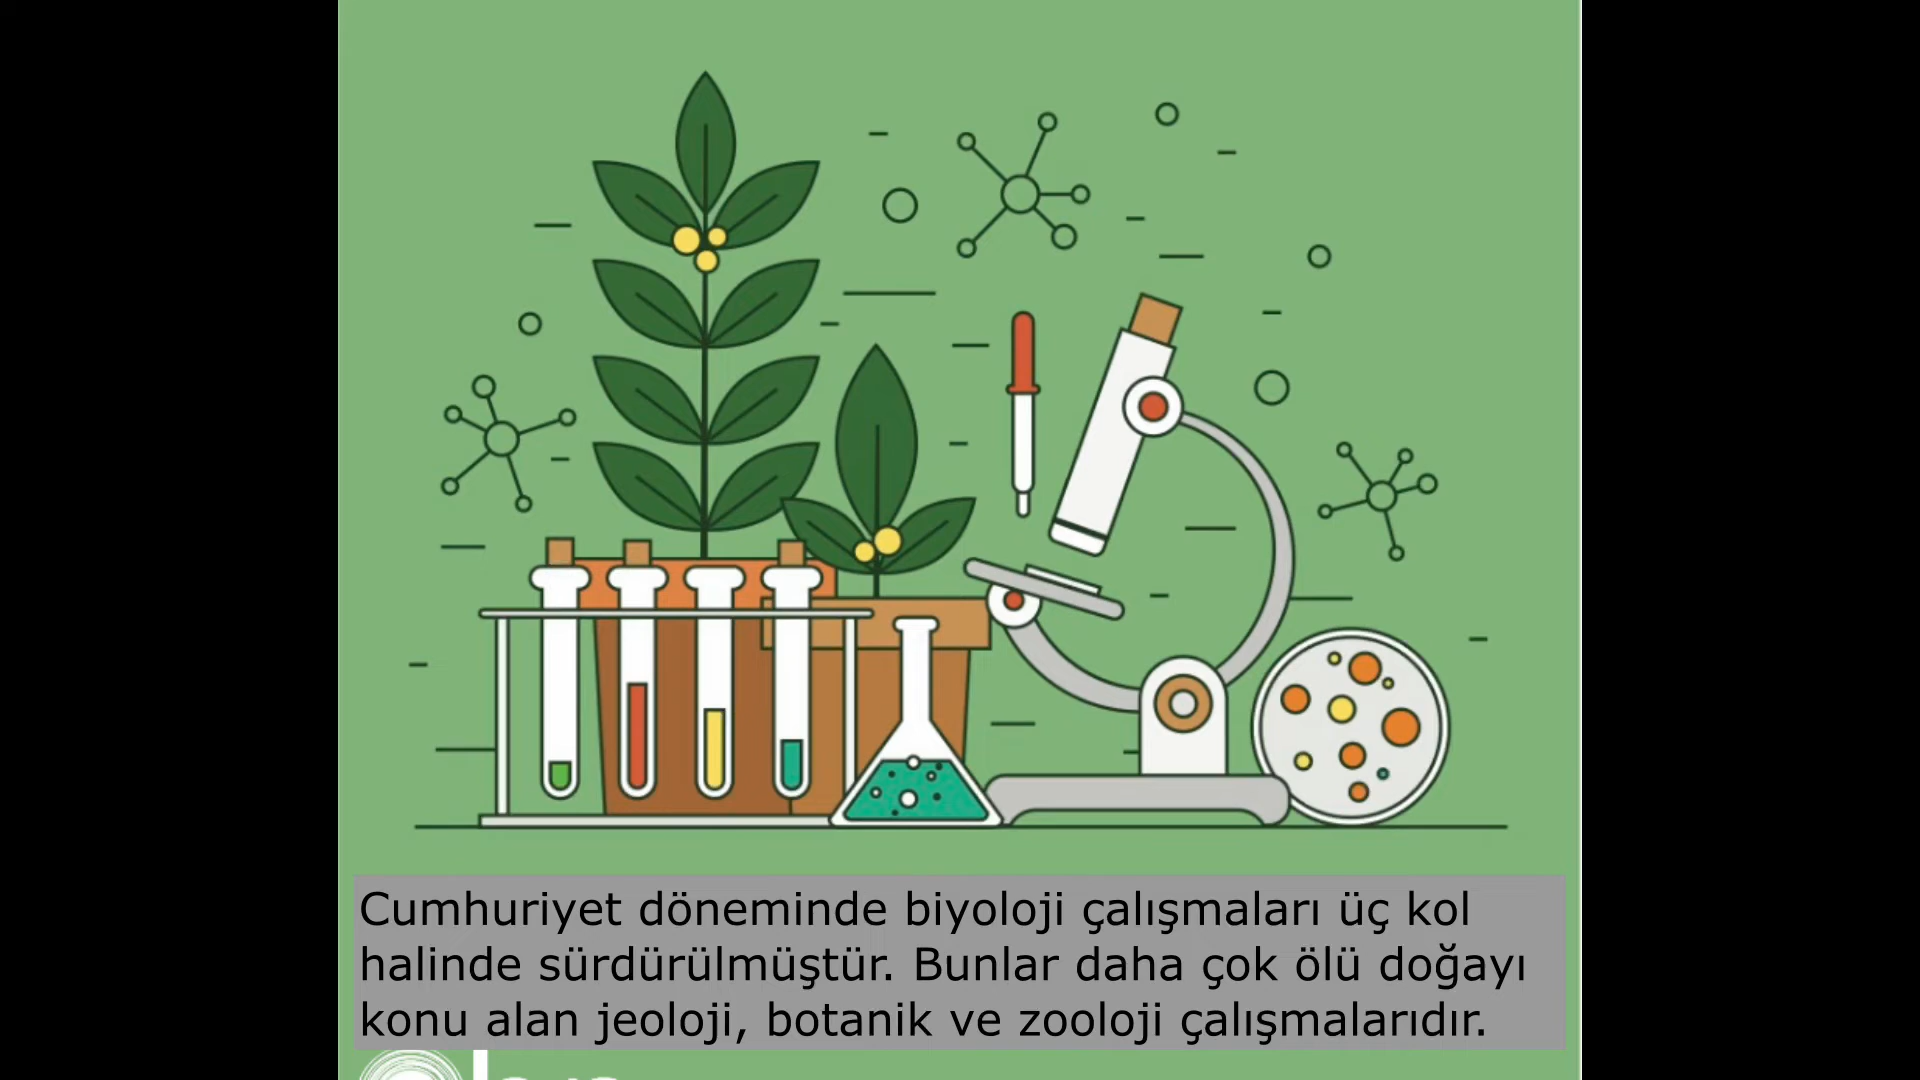 Cumhuriyet döneminde biyoloji çalışmaları üç kol
halinde sürdürülmüştür. Bunlar daha çok ölü doğayı
konu alan jeoloji, botanik ve zooloji çalışmalarıdır.